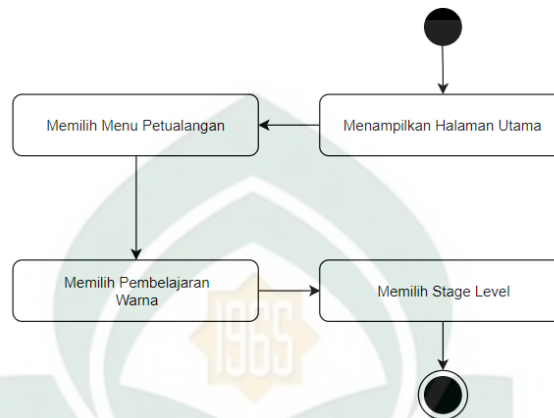 Menampilkan Halaman Utama
Memilih Menu Petualangan
Memilih Pembelajaran
Warna
Memilih Stage Level
1965